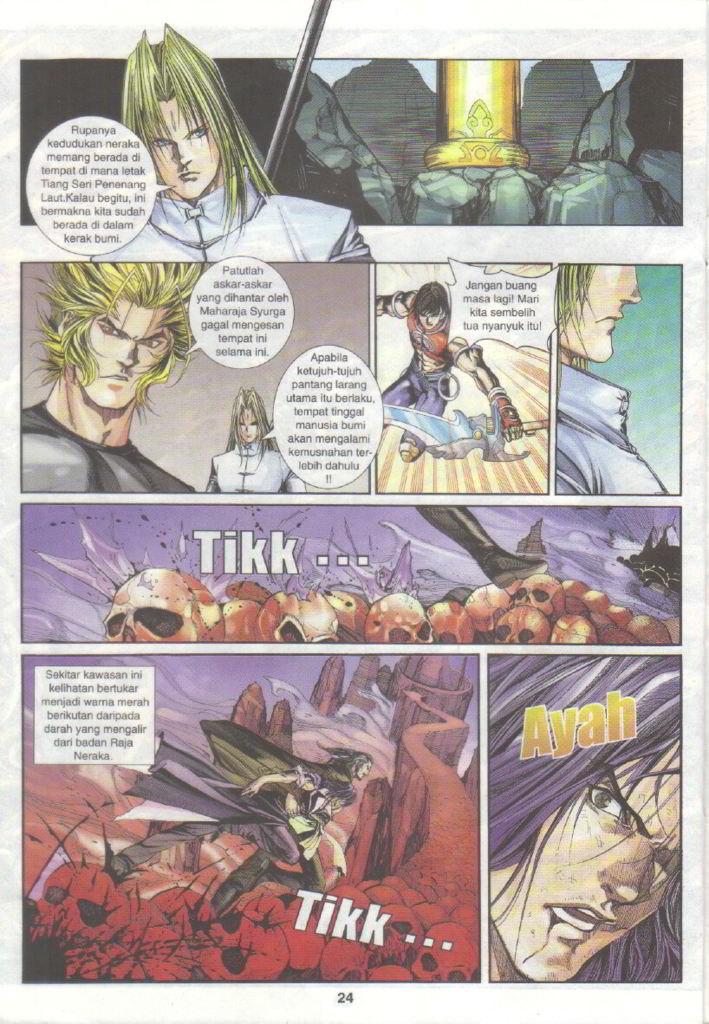 Rupanya
kedudukan neraka
memang berada di
tempat di mana letak
Tiang Seri Penenang
Laut.Kalau begitu, ini
bermakna kita sudah
berada di dalam
kerak bumi.
Patutlah
askar-askar
yang dihantar oleh
Maharaja Syurga
gagal mengesan
tempat ini
selama ini.
Apabila
ketujuh-tujuh
pantang larang
utama itu berlaku,
tempat tinggal
manusia bumi
akan mengalami
kemusnahan ter-
lebih dahulu
!!
Jangan buang
masa lagi! Mari
kita sembelih
tua nyanyuk itu!
Tikk ...
Sekitar kawasan ini
kelihatan bertukar
menjadi warna merah
berikutan daripada
darah yang mengalir
dari badan Raja
Neraka.
Tikk ...
Ayah
24